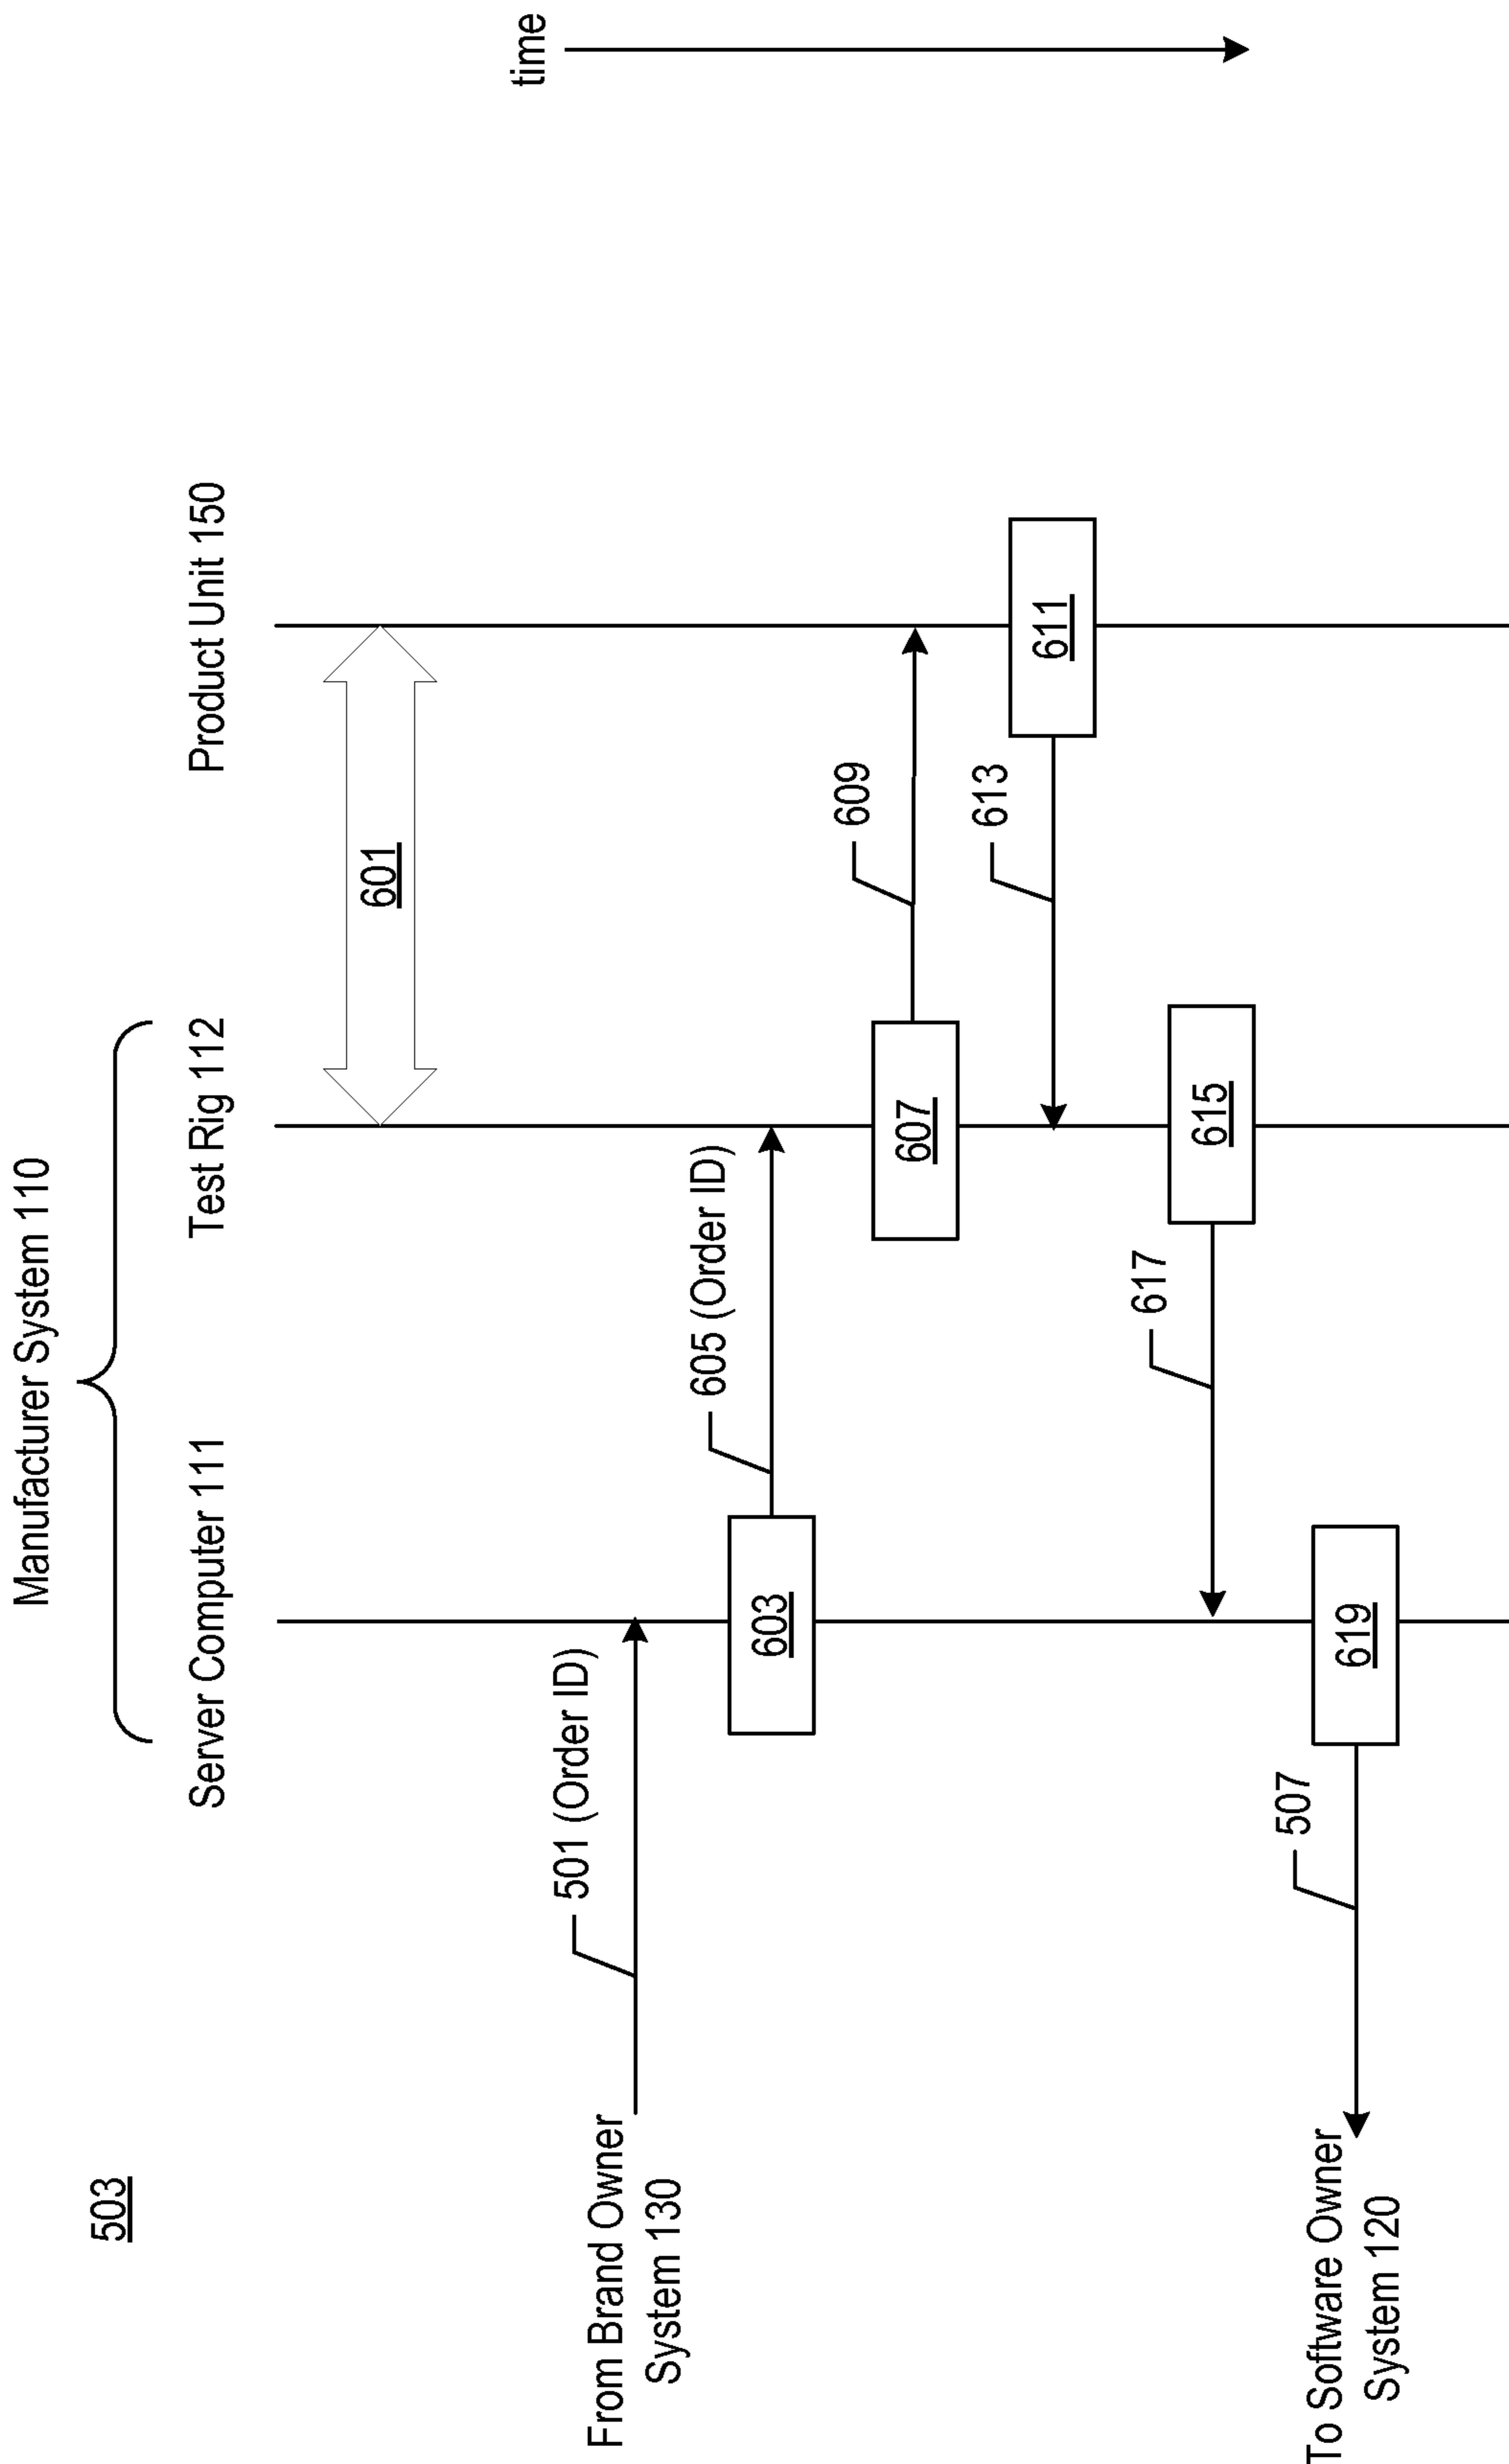 503
Manufacturer System 110
Server Computer 111
Test Rig 112
Product Unit 150
time
601
From Brand Owner
System 130
501 (Order ID)
603
605 (Order ID)
607
609
611
613
615
617
619
507
To Software Owner
System 120